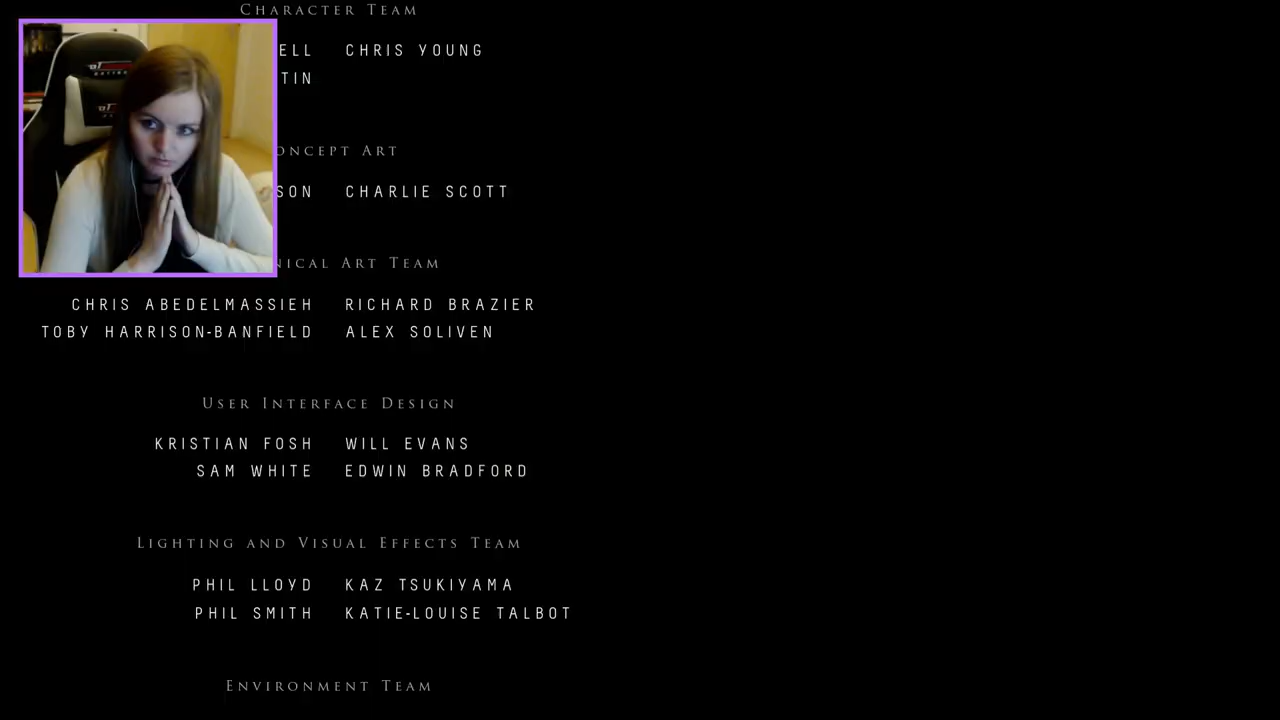 Character Team
ELL CHRIS YOUNG
TIN
ONCEPT ART
SON CHARLIE SCOTT
NICAL ART TEAM
CHRIS ABEDELMASSIEH RICHARD BRAZIER
TOBY HARRISON-BANFIELD ALEX SOLIVEN
User Interface Design
KRISTIAN FOSH WILL EVANS
SAM WHITE EDWIN BRADFORD
Lighting and Visual Effects Team
PHIL LLOYD KAZ TSUKIYAMA
PHIL SMITH KATIE-LOUISE TALBOT
Environment Team